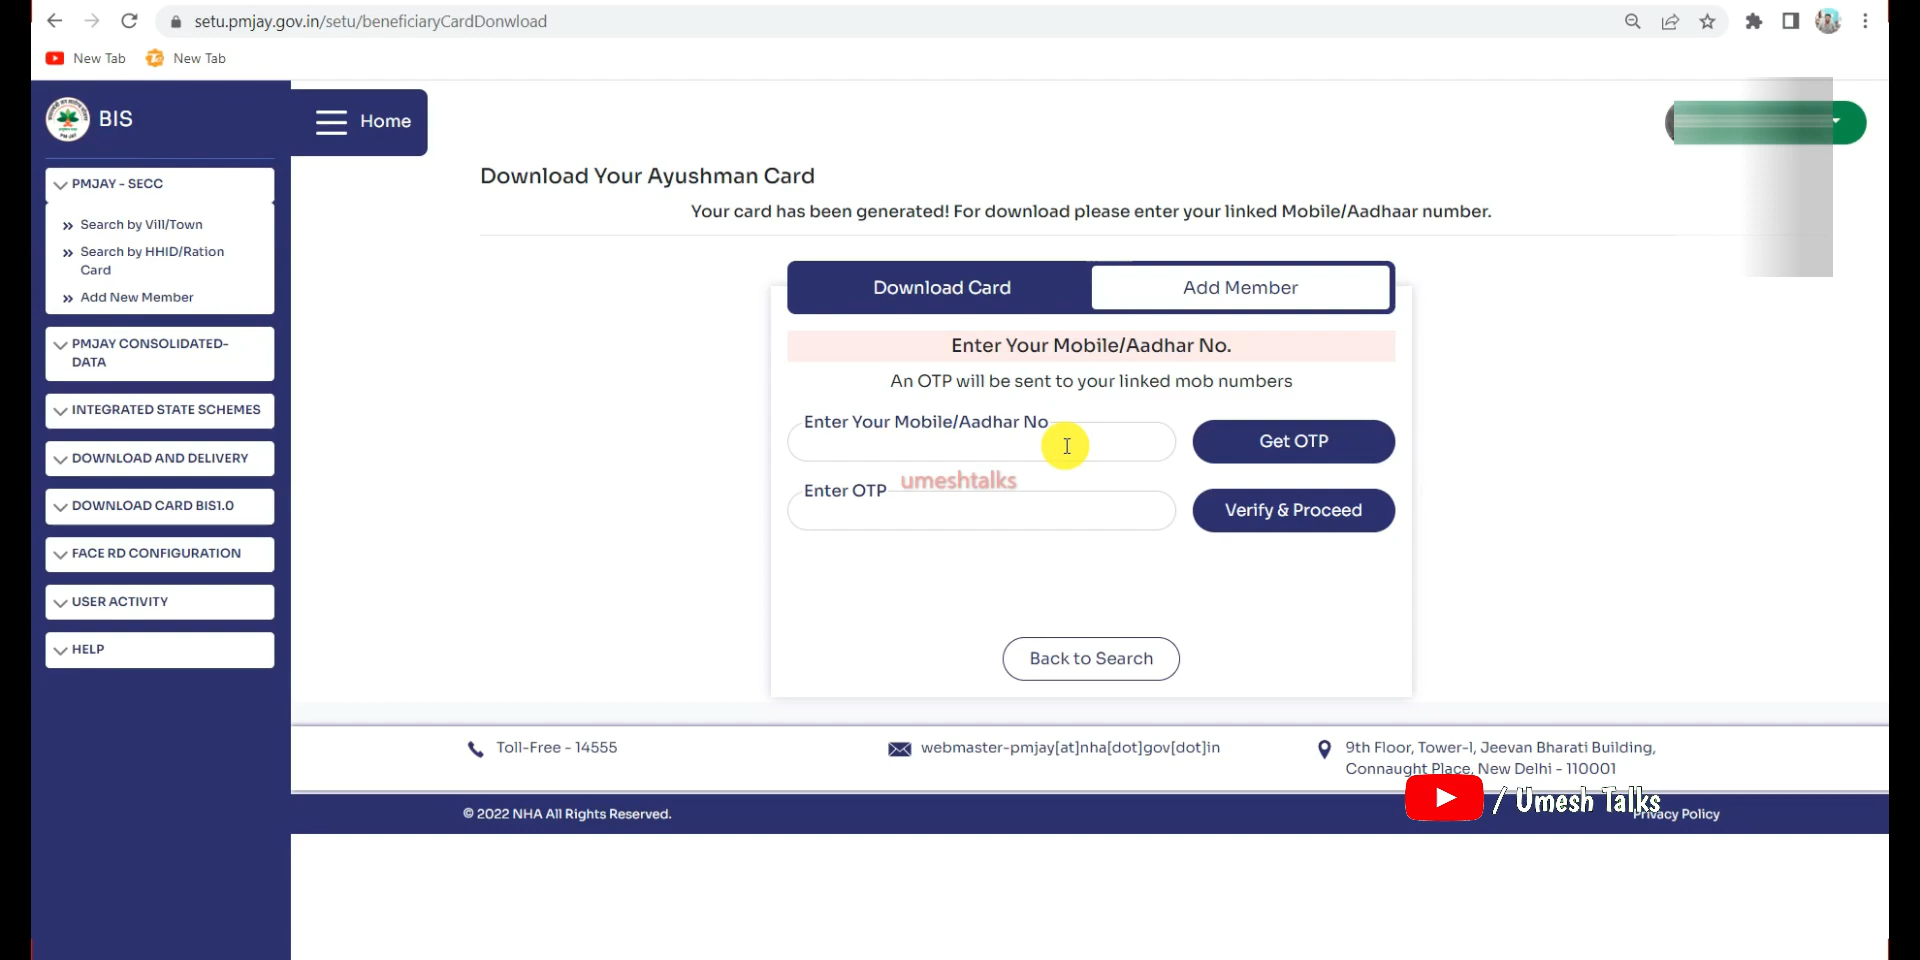 setu.pmjay.gov.in/setu/beneficiaryCardDonwload
New Tab
New Tab
BIS
Home
PMJAY - SECC
Search by Vill/Town
Search by HHID/Ration
Card
Add New Member
PMJAY CONSOLIDATED-
DATA
INTEGRATED STATE SCHEMES
DOWNLOAD AND DELIVERY
DOWNLOAD CARD BIS1.0
FACE RD CONFIGURATION
USER ACTIVITY
HELP
Download Your Ayushman Card
Your card has been generated! For download please enter your linked Mobile/Aadhaar number.
Download Card
Add Member
Enter Your Mobile/Aadhar No.
An OTP will be sent to your linked mob numbers
Enter Your Mobile/Aadhar No
Get OTP
umeshtalks
Enter OTP
Verify & Proceed
Back to Search
Toll-Free - 14555
webmaster-pmjay[at]nha[dot]gov[dot]in
9th Floor, Tower-l, Jeevan Bharati Building,
Connaught Place, New Delhi - 110001
/ Umesh Talks
© 2022 NHA All Rights Reserved.
Privacy Policy